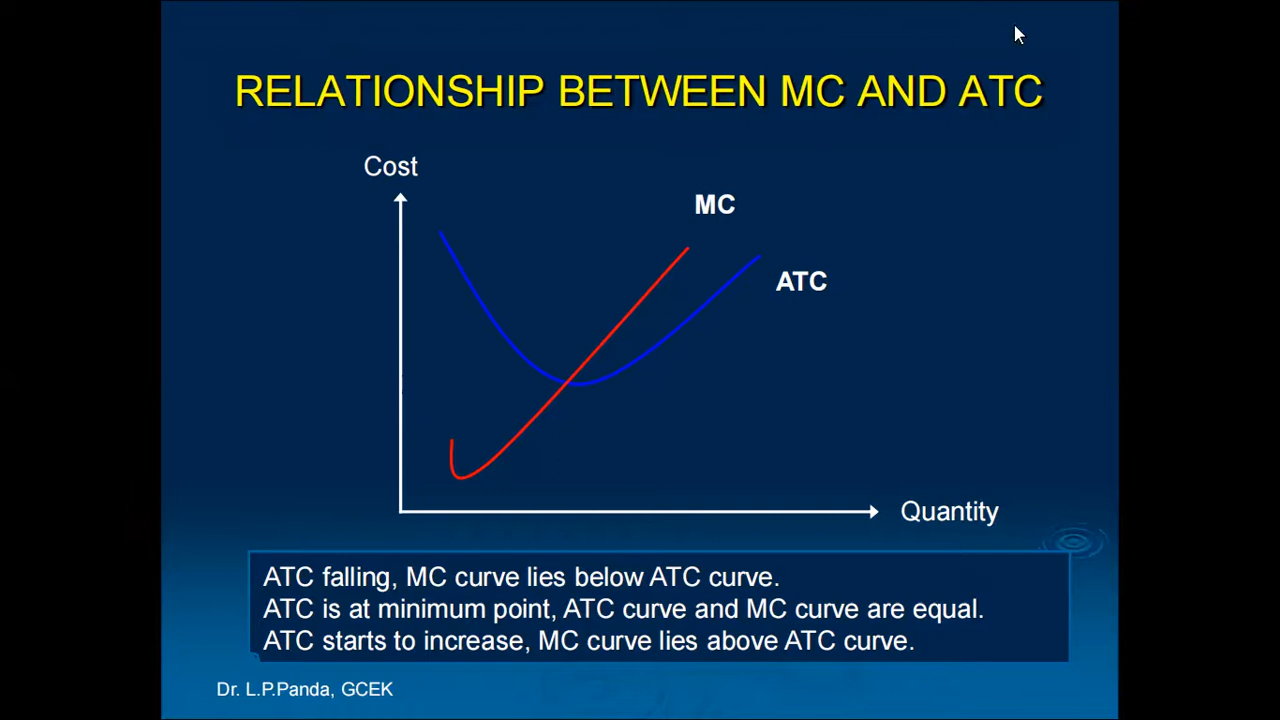 RELATIONSHIP BETWEEN MC AND ATC
Cost
MC
ATC
Quantity
ATC falling, MC curve lies below ATC curve.
ATC is at minimum point, ATC curve and MC curve are equal.
ATC starts to increase, MC curve lies above ATC curve.
Dr. L.P.Panda, GCEK